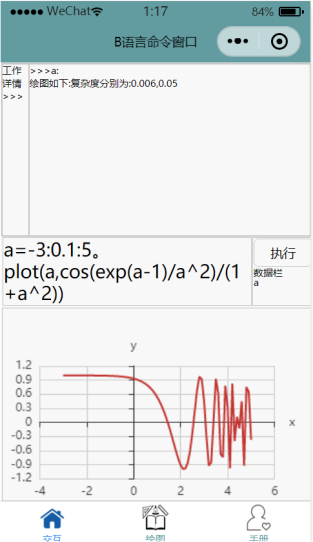 WeChat 1:17 84%
B语言命令窗口
工作
详情
>>>
>>>a:
绘图如下:复杂度分别为:0.006,0.05
a=-3:0.1:5。
plot(a,cos(exp(a-1)/a^2)/(1
+a^2))
执行
数据栏
a
y
1.2
0.9
0.6
0.3
0
-0.3
-0.6
-0.9
-1.2
x
-4 -2 0 2 4 6
交互 绘图 手册